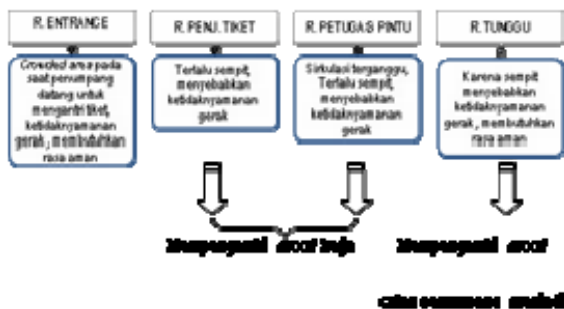 R. ENTRANCE
Crowded area pada
saat penumpang
datang untuk
mengantri tiket,
ketidaknyamanan
gerak, membutuhkan
rasa aman
R. PENJ. TIKET
Terlalu sempit,
menyebabkan
ketidaknyamanan
gerak
R. PETUGAS PINTU
Sirkulasi terganggu,
Terlalu sempit,
menyebabkan
ketidaknyamanan
gerak
R. TUNGGU
Karena sempit
menyebabkan
ketidaknyamanan
gerak, membutuhkan
rasa aman
Mempengaruhi
Mempengaruhi